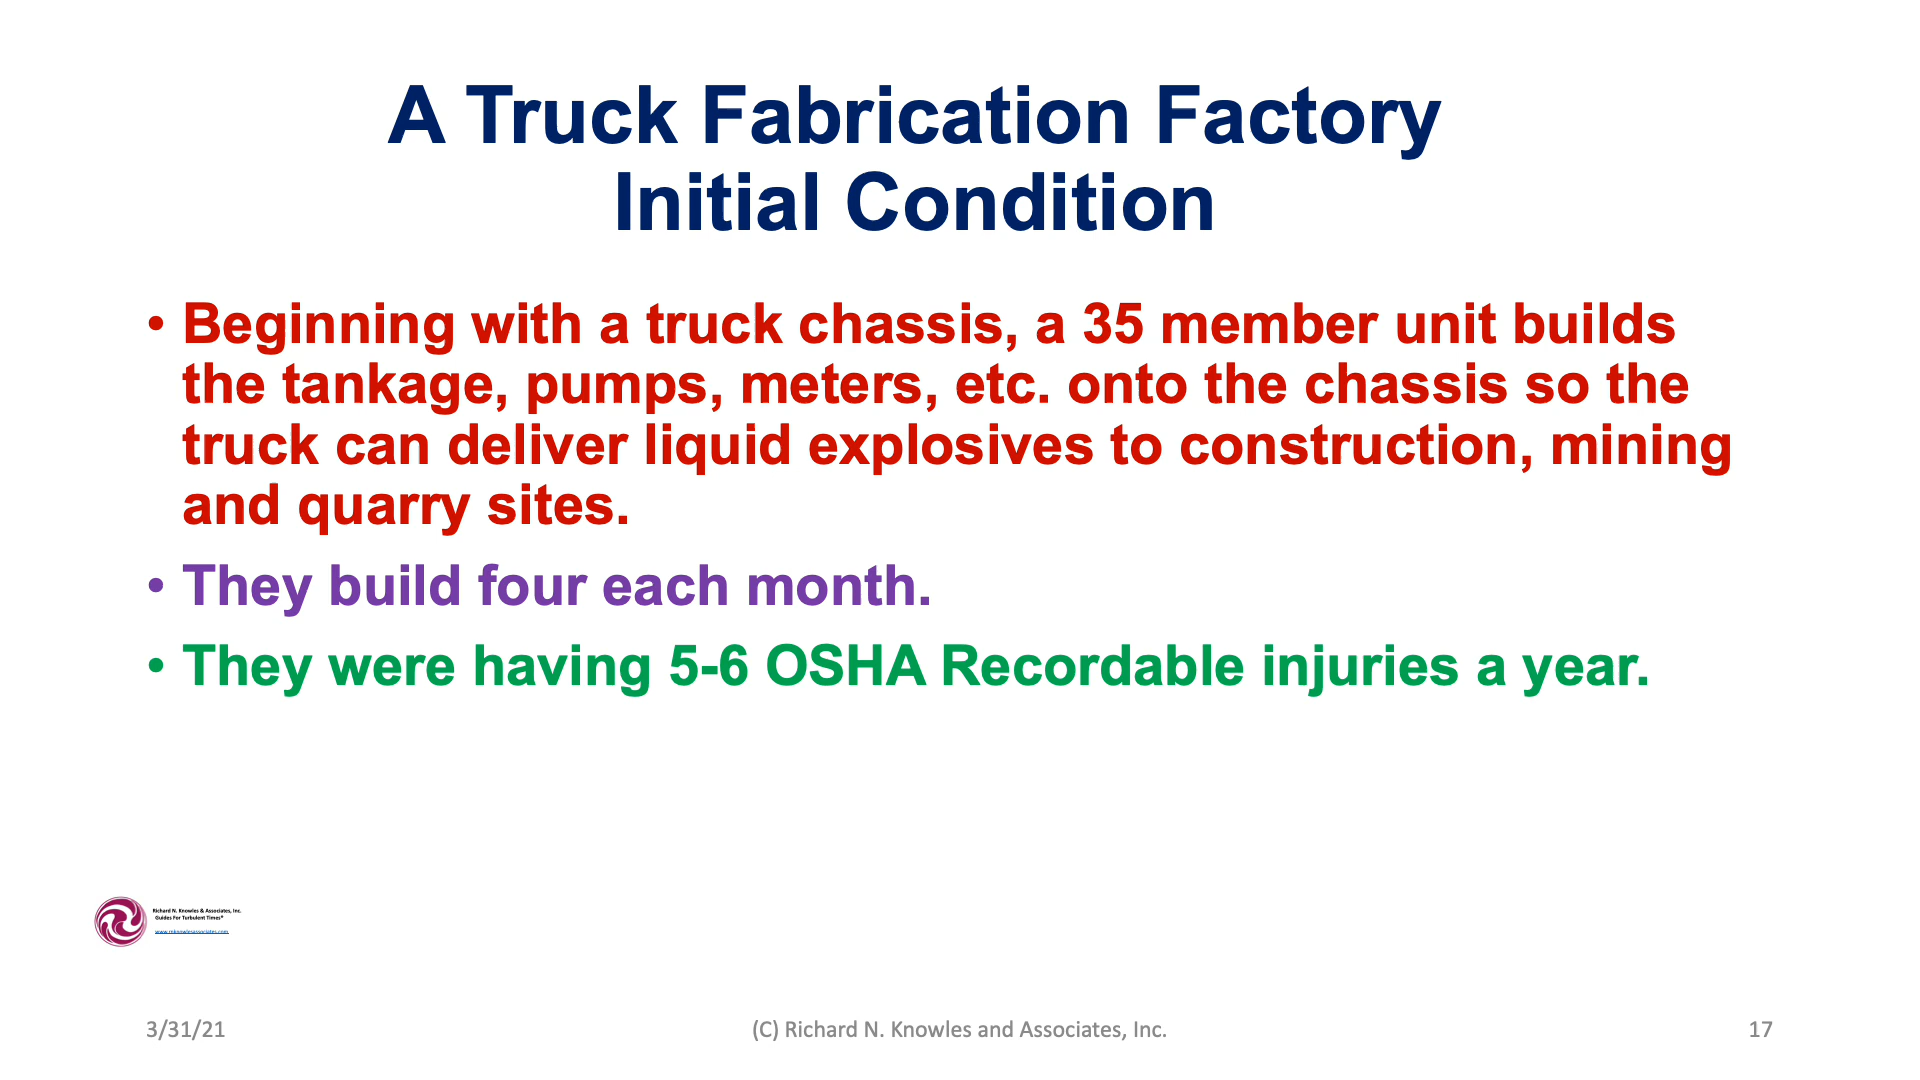 A Truck Fabrication Factory
Initial Condition
• Beginning with a truck chassis, a 35 member unit builds
the tankage, pumps, meters, etc. onto the chassis so the
truck can deliver liquid explosives to construction, mining
and quarry sites.
• They build four each month.
• They were having 5-6 OSHA Recordable injuries a year.
Richard N. Knowles & Associates, Inc.
Guides For Turbulent Times®
www.rnknowlesassociates.com
3/31/21
(C) Richard N. Knowles and Associates, Inc.
17